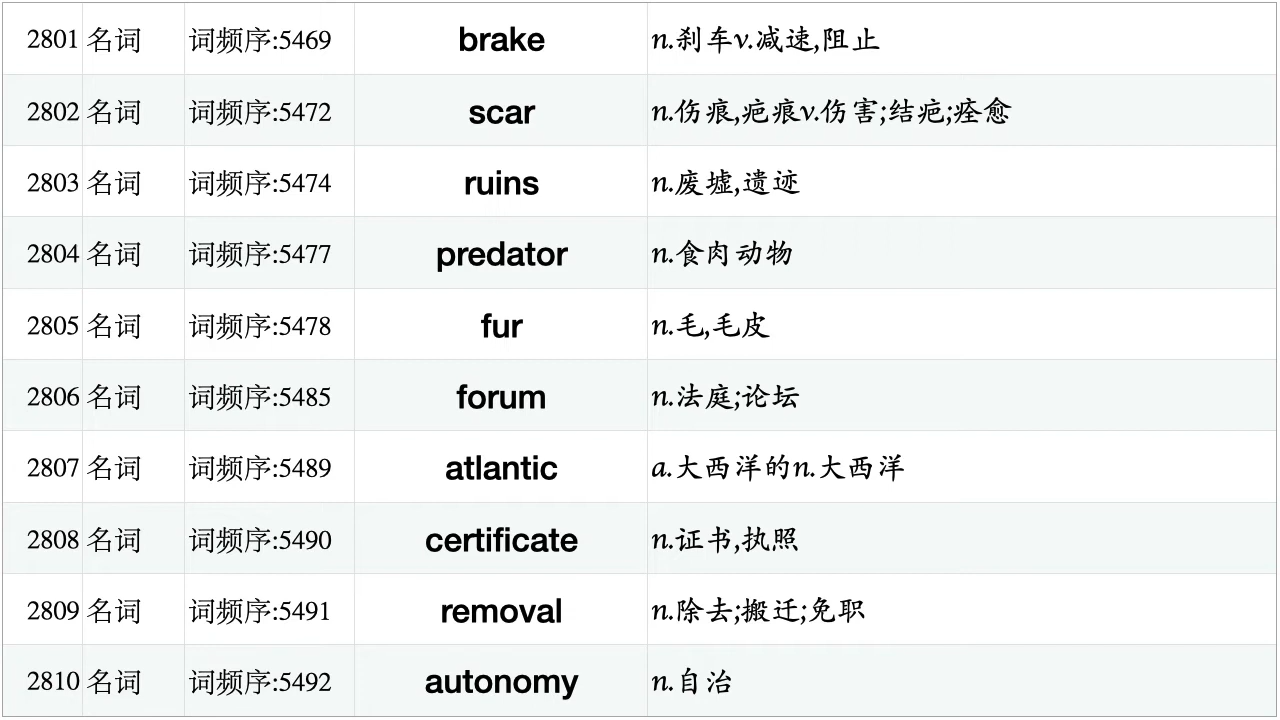 2801 名词 词频序:5469 brake n.刹车v.减速,阻止
2802 名词 词频序:5472 scar n.伤痕,疤痕v.伤害;结疤;痊愈
2803 名词 词频序:5474 ruins n.废墟,遗迹
2804 名词 词频序:5477 predator n.食肉动物
2805 名词 词频序:5478 fur n.毛,毛皮
2806 名词 词频序:5485 forum n.法庭;论坛
2807 名词 词频序:5489 atlantic a.大西洋的n.大西洋
2808 名词 词频序:5490 certificate n.证书,执照
2809 名词 词频序:5491 removal n.除去;搬迁;免职
2810 名词 词频序:5492 autonomy n.自治